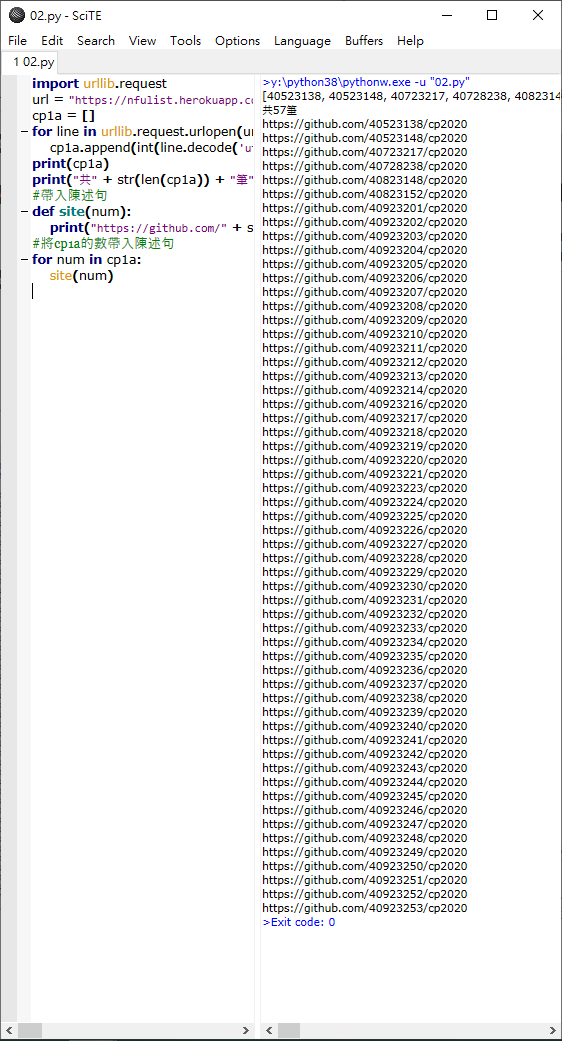 02.py - SciTE
File Edit Search View Tools Options Language Buffers Help
1 02.py
import urllib.request
url = "https://nfulist.herokuapp.co
cp1a = []
for line in urllib.request.urlopen(u
cp1a.append(int(line.decode('u
print(cp1a)
print("共" + str(len(cp1a)) + "筆"
#帶入陳述句
def site(num):
print("https://github.com/" + s
#將cp1a的數帶入陳述句
for num in cp1a:
site(num)
>y:\python38\pythonw.exe -u "02.py"
[40523138, 40523148, 40723217, 40728238, 4082314
共57筆
https://github.com/40523138/cp2020
https://github.com/40523148/cp2020
https://github.com/40723217/cp2020
https://github.com/40728238/cp2020
https://github.com/40823148/cp2020
https://github.com/40823152/cp2020
https://github.com/40923201/cp2020
https://github.com/40923202/cp2020
https://github.com/40923203/cp2020
https://github.com/40923204/cp2020
https://github.com/40923205/cp2020
https://github.com/40923206/cp2020
https://github.com/40923207/cp2020
https://github.com/40923208/cp2020
https://github.com/40923209/cp2020
https://github.com/40923210/cp2020
https://github.com/40923211/cp2020
https://github.com/40923212/cp2020
https://github.com/40923213/cp2020
https://github.com/40923214/cp2020
https://github.com/40923216/cp2020
https://github.com/40923217/cp2020
https://github.com/40923218/cp2020
https://github.com/40923219/cp2020
https://github.com/40923220/cp2020
https://github.com/40923221/cp2020
https://github.com/40923223/cp2020
https://github.com/40923224/cp2020
https://github.com/40923225/cp2020
https://github.com/40923226/cp2020
https://github.com/40923227/cp2020
https://github.com/40923228/cp2020
https://github.com/40923229/cp2020
https://github.com/40923230/cp2020
https://github.com/40923231/cp2020
https://github.com/40923232/cp2020
https://github.com/40923233/cp2020
https://github.com/40923234/cp2020
https://github.com/40923235/cp2020
https://github.com/40923236/cp2020
https://github.com/40923237/cp2020
https://github.com/40923238/cp2020
https://github.com/40923239/cp2020
https://github.com/40923240/cp2020
https://github.com/40923241/cp2020
https://github.com/40923242/cp2020
https://github.com/40923243/cp2020
https://github.com/40923244/cp2020
https://github.com/40923245/cp2020
https://github.com/40923246/cp2020
https://github.com/40923247/cp2020
https://github.com/40923248/cp2020
https://github.com/40923249/cp2020
https://github.com/40923250/cp2020
https://github.com/40923251/cp2020
https://github.com/40923252/cp2020
https://github.com/40923253/cp2020
>Exit code: 0